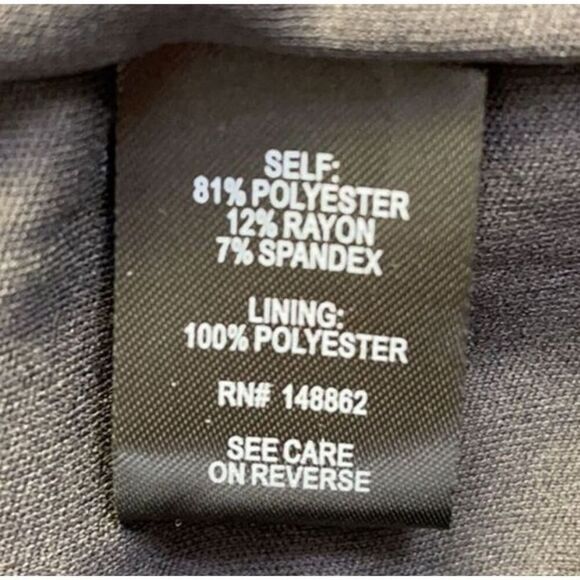 SELF:
81% POLYESTER
12% RAYON
7% SPANDEX
LINING:
100% POLYESTER
RN# 148862
SEE CARE
ON REVERSE